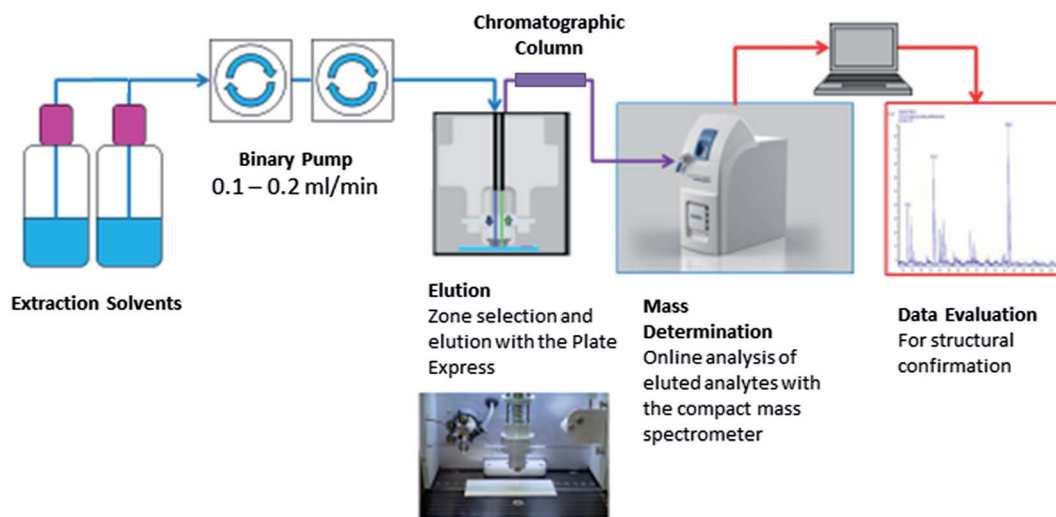 Chromatographic
Column
Binary Pump
0.1 – 0.2 ml/min
Extraction Solvents
Elution
Zone selection and
elution with the Plate
Express
Mass
Determination
Online analysis of
eluted analytes with
the compact mass
spectrometer
Data Evaluation
For structural
confirmation